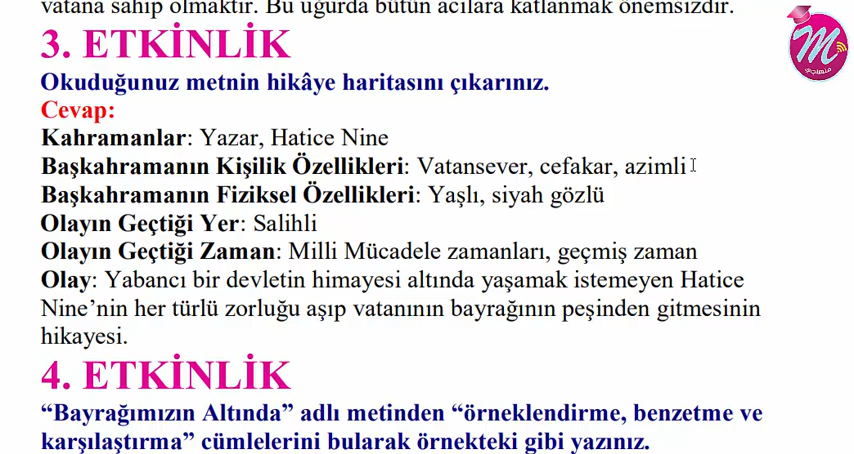 vatana sahip olmaktır. Bu uğurda bütün acılara katlanmak önemsizdir.
3. ETKİNLİK
Okuduğunuz metnin hikâye haritasını çıkarınız.
Cevap:
Kahramanlar: Yazar, Hatice Nine
Başkahramanın Kişilik Özellikleri: Vatansever, cefakar, azimli
Başkahramanın Fiziksel Özellikleri: Yaşlı, siyah gözlü
Olayın Geçtiği Yer: Salihli
Olayın Geçtiği Zaman: Milli Mücadele zamanları, geçmiş zaman
Olay: Yabancı bir devletin himayesi altında yaşamak istemeyen Hatice
Nine’nin her türlü zorluğu aşıp vatanının bayrağının peşinden gitmesinin
hikayesi.
4. ETKİNLİK
“Bayrağımızın Altında” adlı metinden “örneklendirme, benzetme ve
karşılaştırma” cümlelerini bularak örnekteki gibi yazınız.